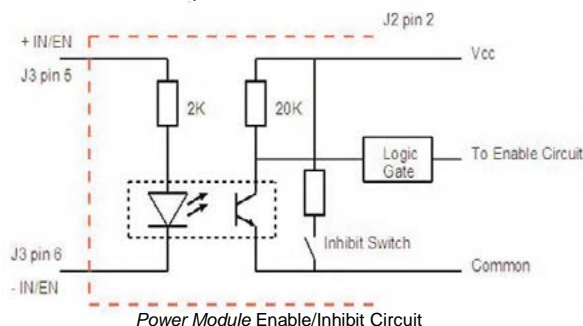 J2 pin 2
+ IN/EN
Vcc
J3 pin 5
2K
20K
Logic
Gate
To Enable Circuit
Inhibit Switch
J3 pin 6
Common
- IN/EN
Power Module Enable/Inhibit Circuit